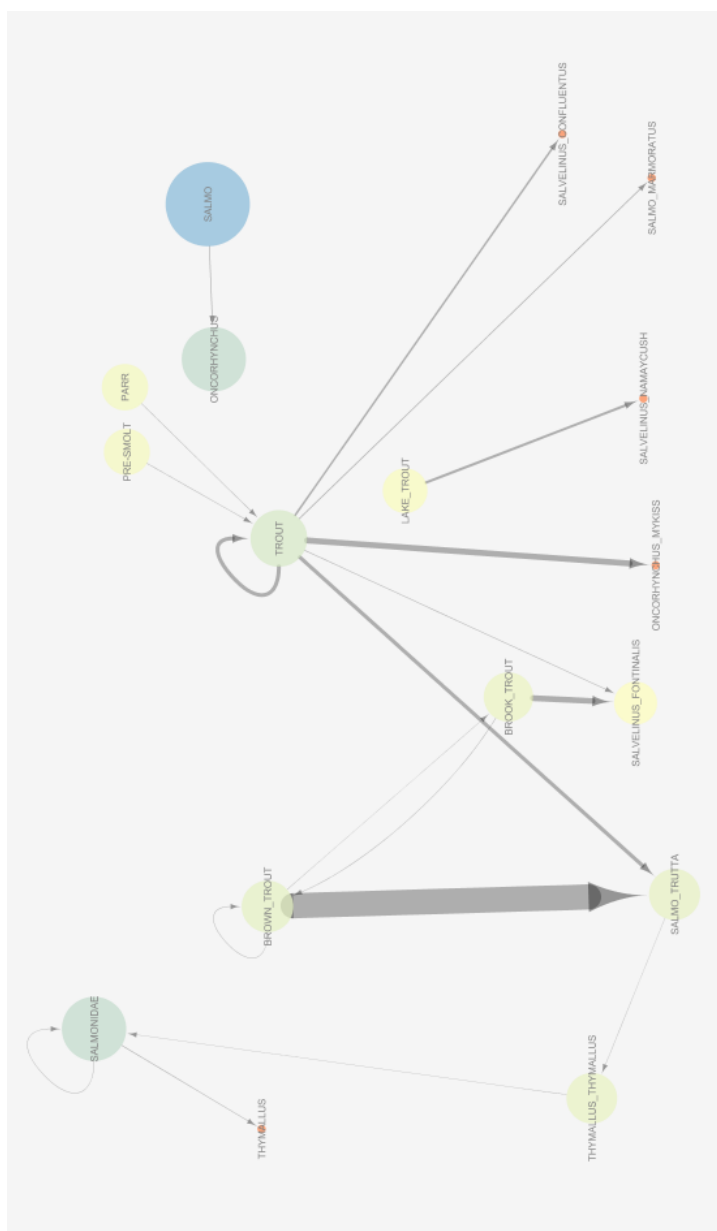 SALMO
ONCORHYNCHUS
PARR
PRE-SMOLT
TROUT
SALVELINUS_CONFLUENTUS
SALMO_MARMORATUS
LAKE_TROUT
SALVELINUS_NAMAYCUSH
ONCORHYNCHUS_MYKISS
BROOK_TROUT
SALVELINUS_FONTINALIS
BROWN_TROUT
SALMO_TRUTTA
SALMONIDAE
THYMALLUS
THYMALLUS_THYMALLUS